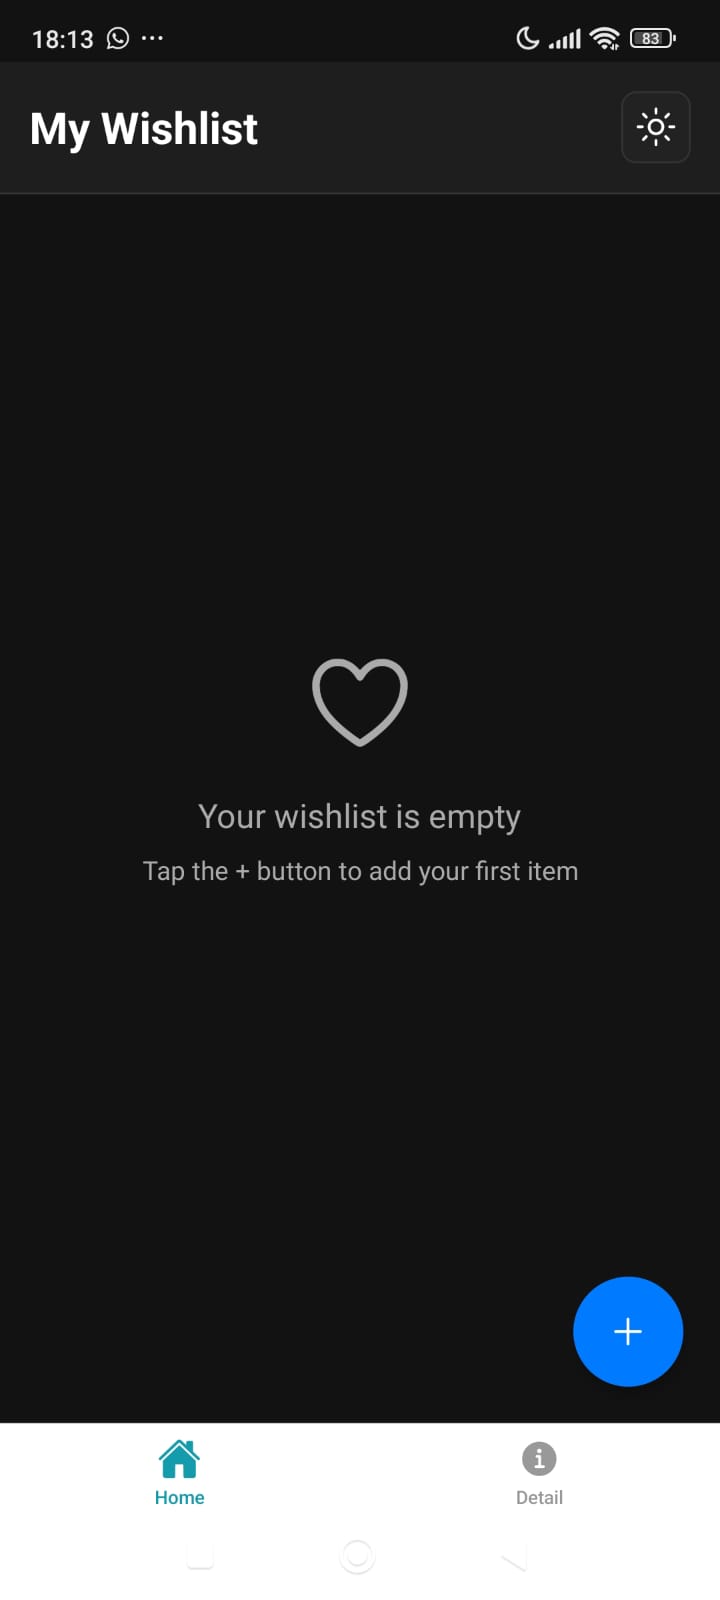 18:13
83
My Wishlist
Your wishlist is empty
Tap the + button to add your first item
Home
Detail